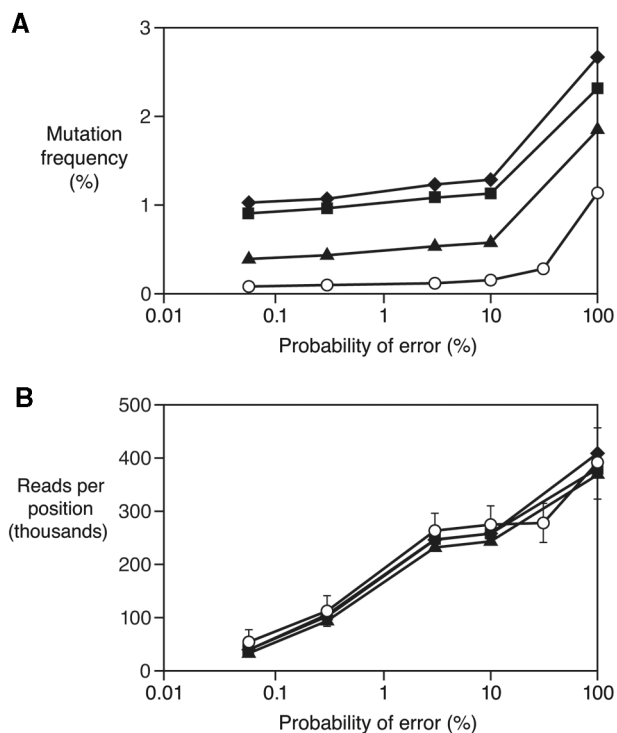 A
3
2
1
0
Mutation
frequency
(%)
0.01 0.1 1 10 100
Probability of error (%)
B
500
400
300
200
100
0
Reads per
position
(thousands)
0.01 0.1 1 10 100
Probability of error (%)